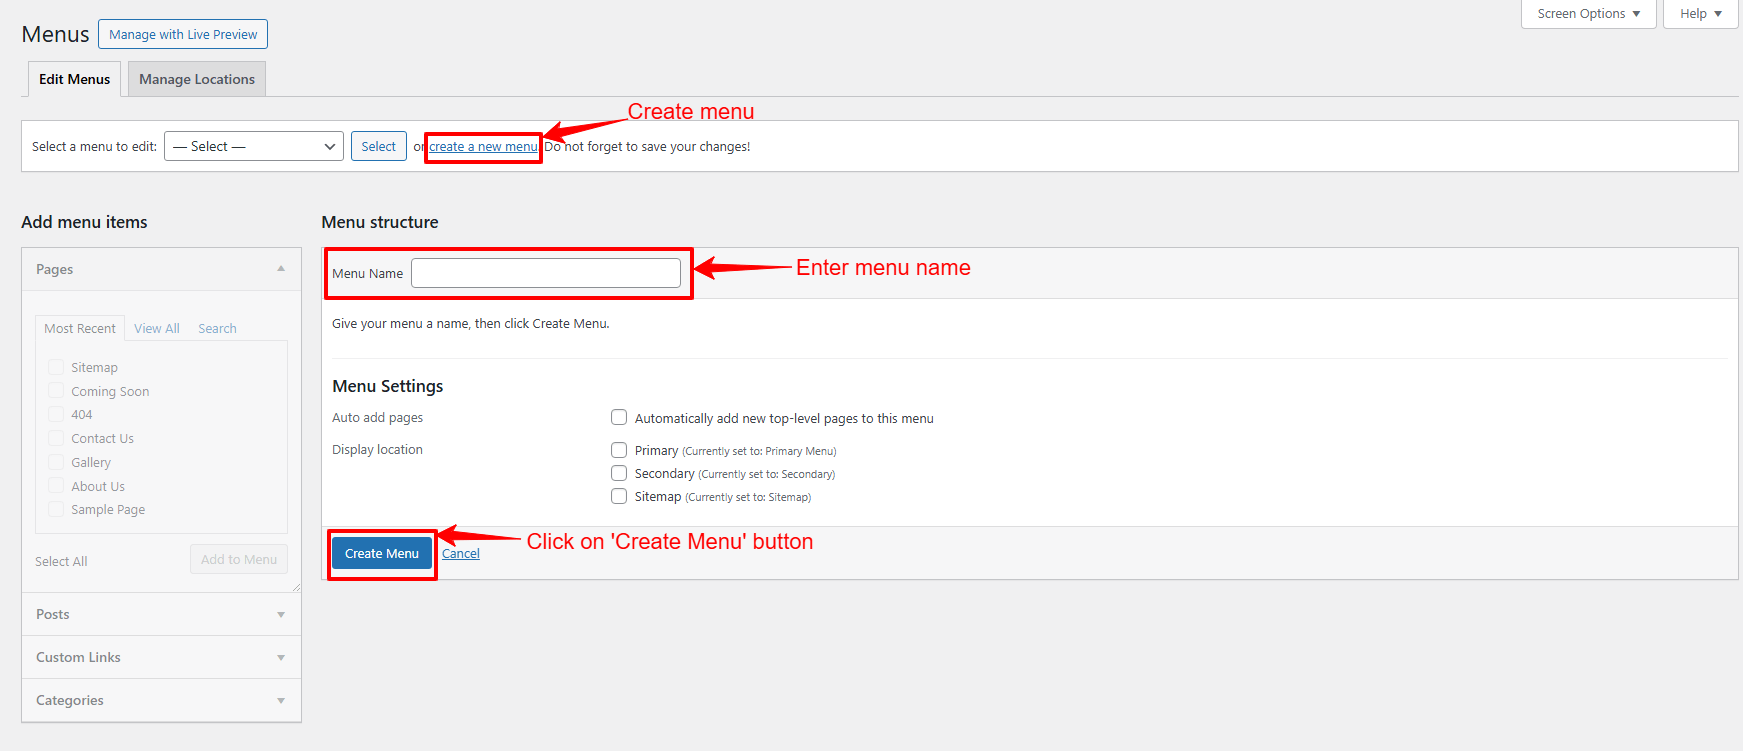 Screen Options
Help
Menus
Manage with Live Preview
Edit Menus
Manage Locations
Create menu
Select a menu to edit:
— Select —
Select
or create a new menu. Do not forget to save your changes!
Add menu items
Menu structure
Pages
Menu Name
Enter menu name
Give your menu a name, then click Create Menu.
Most Recent
View All
Search
Sitemap
Coming Soon
404
Contact Us
Gallery
About Us
Sample Page
Select All
Add to Menu
Menu Settings
Auto add pages
Automatically add new top-level pages to this menu
Display location
Primary (Currently set to: Primary Menu)
Secondary (Currently set to: Secondary)
Sitemap (Currently set to: Sitemap)
Create Menu
Cancel
Click on 'Create Menu' button
Posts
Custom Links
Categories